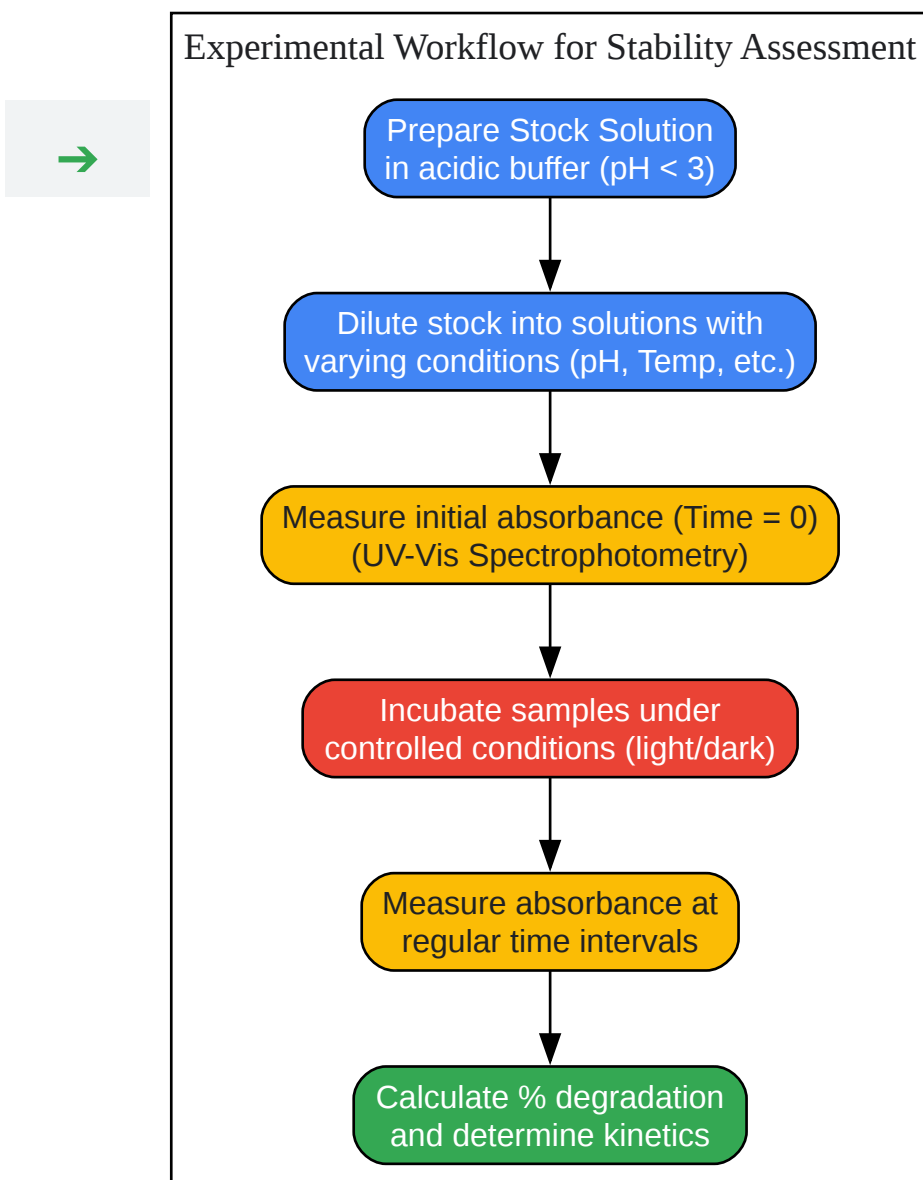 Experimental Workflow for Stability Assessment
Prepare Stock Solution
in acidic buffer (pH < 3)
Dilute stock into solutions with
varying conditions (pH, Temp, etc.)
Measure initial absorbance (Time = 0)
(UV-Vis Spectrophotometry)
Incubate samples under
controlled conditions (light/dark)
Measure absorbance at
regular time intervals
Calculate % degradation
and determine kinetics